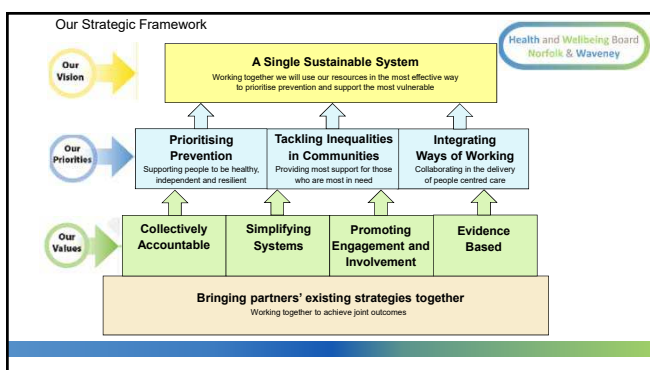 Our Strategic Framework
Health and Wellbeing Board
Norfolk & Waveney
Our
Vision
A Single Sustainable System
Working together we will use our resources in the most effective way
to prioritise prevention and support the most vulnerable
Our
Priorities
Prioritising
Prevention
Supporting people to be healthy,
independent and resilient
Tackling Inequalities
in Communities
Providing most support for those
who are most in need
Integrating
Ways of Working
Collaborating in the delivery
of people centred care
Our
Values
Collectively
Accountable
Simplifying
Systems
Promoting
Engagement and
Involvement
Evidence
Based
Bringing partners’ existing strategies together
Working together to achieve joint outcomes